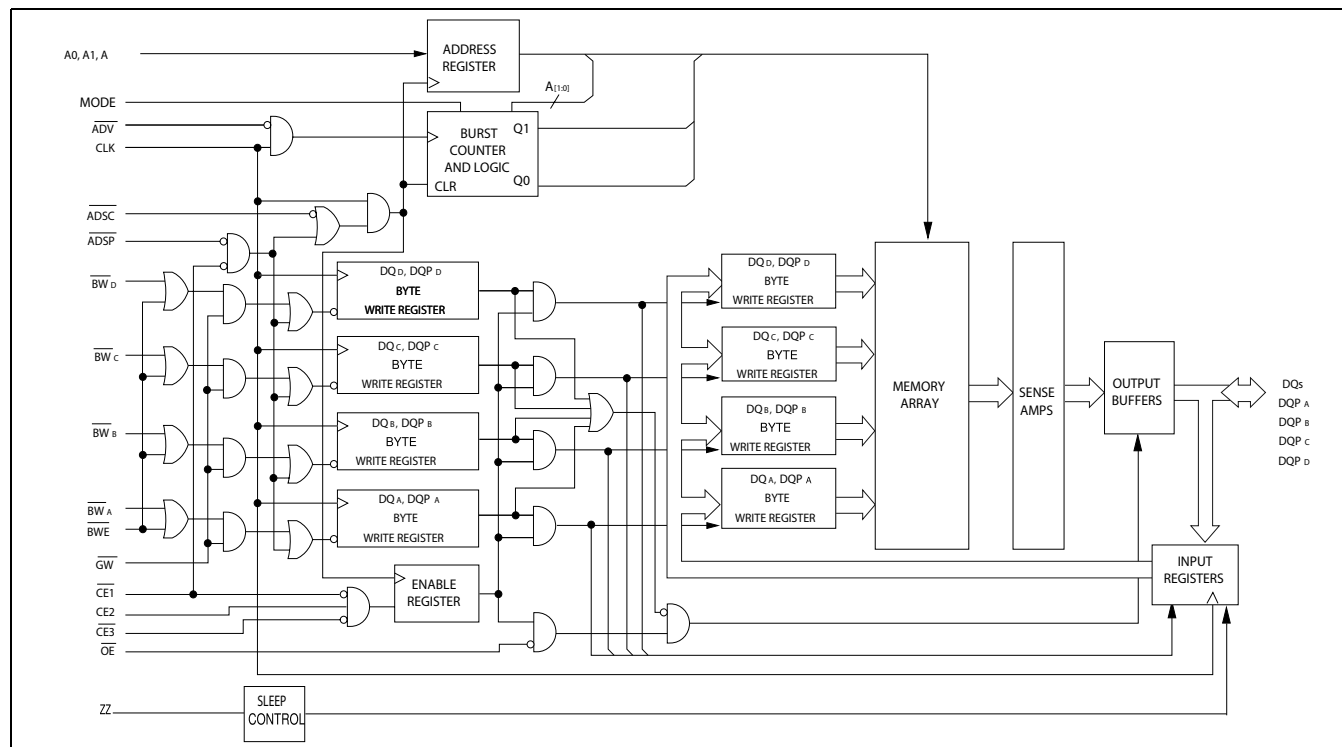 A0, A1, A
ADDRESS
REGISTER
MODE
A[1:0]
ADV
CLK
BURST
COUNTER
AND LOGIC
Q1
Q0
CLR
ADSC
ADSP
BW D
BW C
BW B
BW A
BWE
GW
CE1
CE2
CE3
OE
ZZ
DQ D, DQP D
BYTE
WRITE REGISTER
DQ C, DQP C
BYTE
WRITE REGISTER
DQ B, DQP B
BYTE
WRITE REGISTER
DQ A, DQP A
BYTE
WRITE REGISTER
ENABLE
REGISTER
SLEEP
CONTROL
DQ D, DQP D
BYTE
WRITE REGISTER
DQ C, DQP C
BYTE
WRITE REGISTER
DQ B, DQP B
BYTE
WRITE REGISTER
DQ A, DQP A
BYTE
WRITE REGISTER
MEMORY
ARRAY
SENSE
AMPS
OUTPUT
BUFFERS
INPUT
REGISTERS
DQs
DQP A
DQP B
DQP C
DQP D